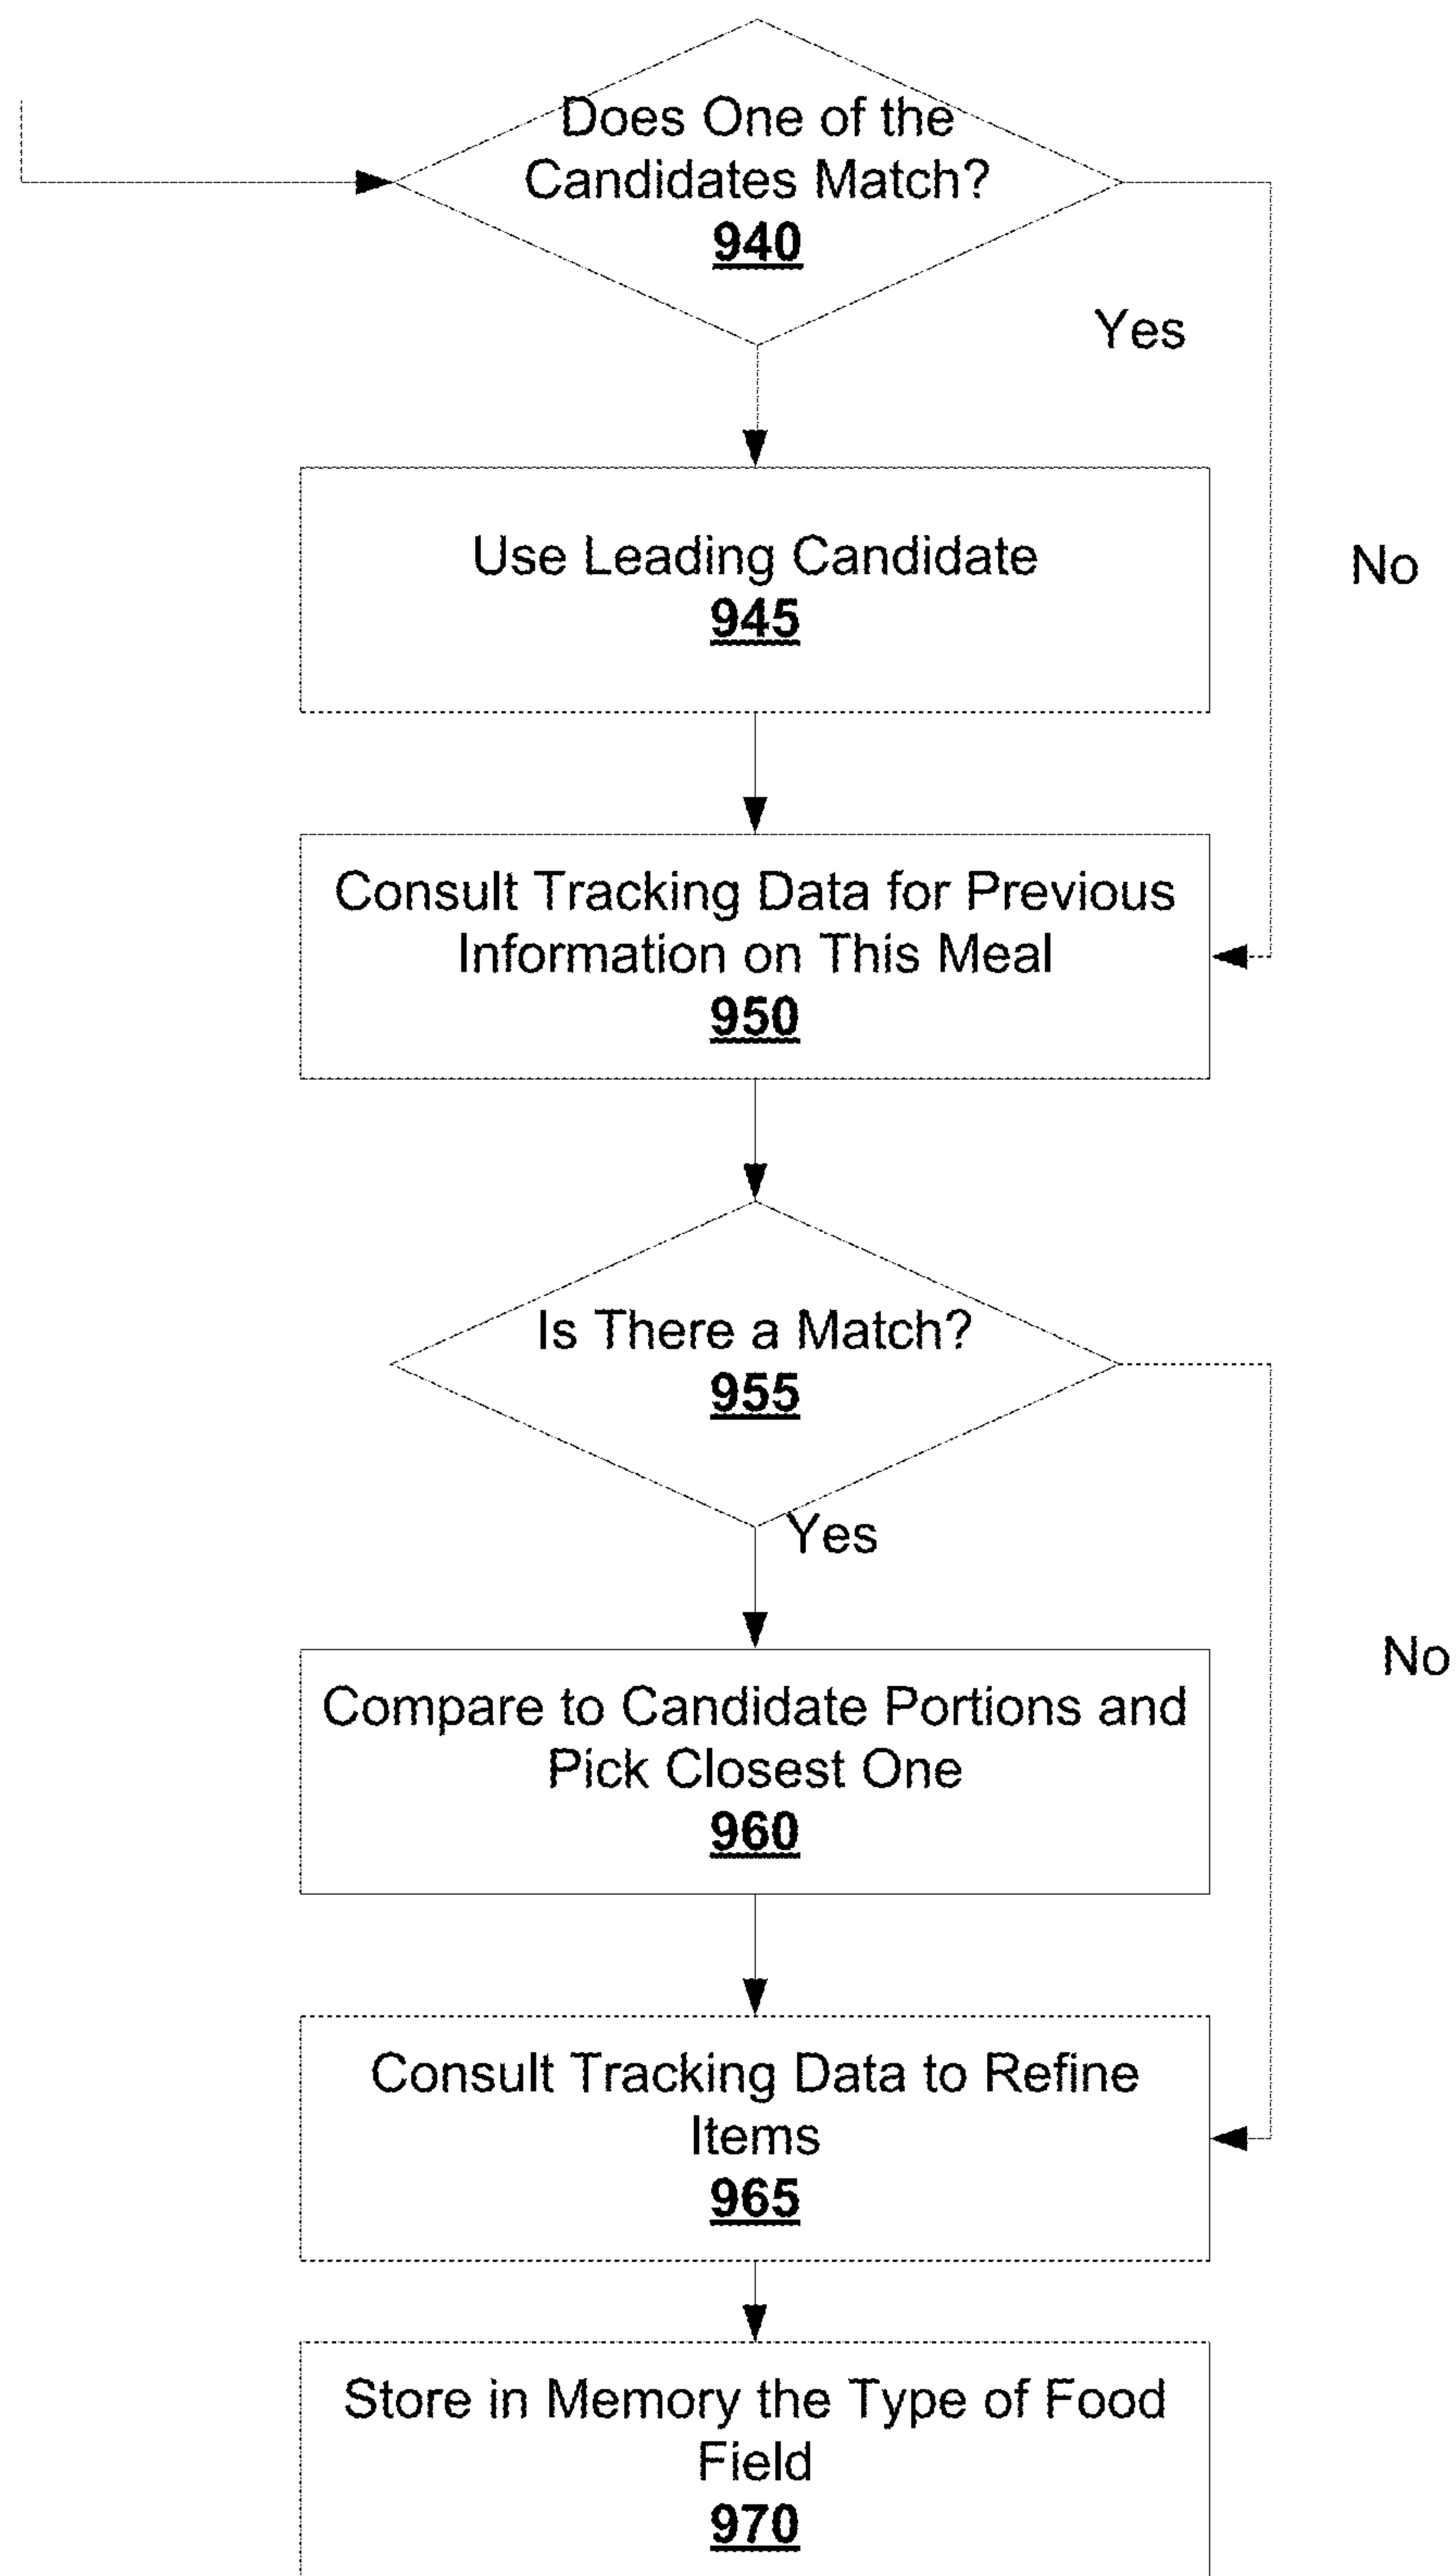 Does One of the
Candidates Match?
940
Yes
Use Leading Candidate
945
No
Consult Tracking Data for Previous
Information on This Meal
950
Is There a Match?
955
Yes
Compare to Candidate Portions and
Pick Closest One
960
No
Consult Tracking Data to Refine
Items
965
Store in Memory the Type of Food
Field
970